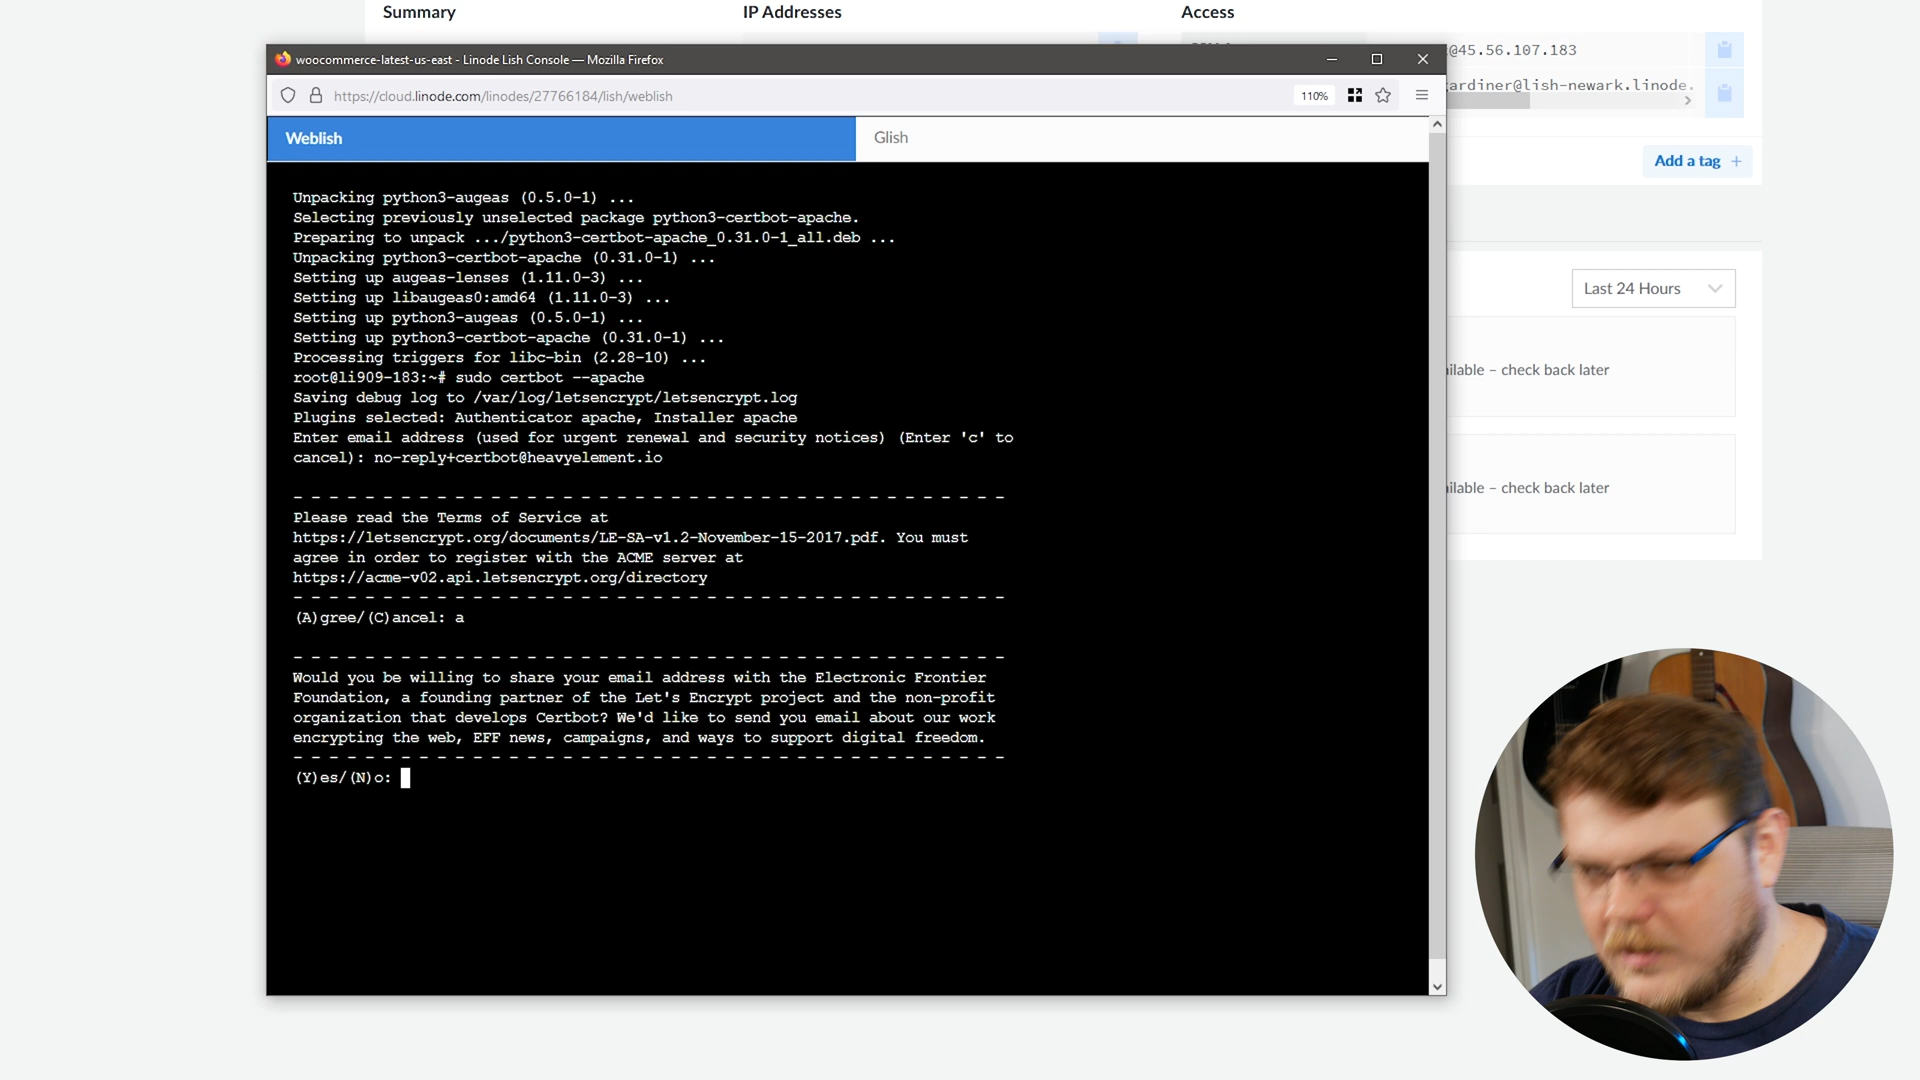 Summary
IP Addresses
Access
woocommerce-latest-us-east - Linode Lish Console — Mozilla Firefox
@45.56.107.183
https://cloud.linode.com/linodes/27766184/lish/weblish
110%
ardiner@lish-newark.linode.
Weblish
Glish
Add a tag +
Unpacking python3-augeas (0.5.0-1) ...
Selecting previously unselected package python3-certbot-apache.
Preparing to unpack .../python3-certbot-apache_0.31.0-1_all.deb ...
Unpacking python3-certbot-apache (0.31.0-1) ...
Setting up augeas-lenses (1.11.0-3) ...
Setting up libaugeas0:amd64 (1.11.0-3) ...
Setting up python3-augeas (0.5.0-1) ...
Setting up python3-certbot-apache (0.31.0-1) ...
Processing triggers for libc-bin (2.28-10) ...
root@li909-183:~# sudo certbot --apache
Saving debug log to /var/log/letsencrypt/letsencrypt.log
Plugins selected: Authenticator apache, Installer apache
Enter email address (used for urgent renewal and security notices) (Enter 'c' to
cancel): no-reply+certbot@heavyelement.io
- - - - - - - - - - - - - - - - - - - - - - - - - - - - - - - - - - - - - - - -
Please read the Terms of Service at
https://letsencrypt.org/documents/LE-SA-v1.2-November-15-2017.pdf. You must
agree in order to register with the ACME server at
https://acme-v02.api.letsencrypt.org/directory
- - - - - - - - - - - - - - - - - - - - - - - - - - - - - - - - - - - - - - - -
(A)gree/(C)ancel: a
- - - - - - - - - - - - - - - - - - - - - - - - - - - - - - - - - - - - - - - -
Would you be willing to share your email address with the Electronic Frontier
Foundation, a founding partner of the Let's Encrypt project and the non-profit
organization that develops Certbot? We'd like to send you email about our work
encrypting the web, EFF news, campaigns, and ways to support digital freedom.
- - - - - - - - - - - - - - - - - - - - - - - - - - - - - - - - - - - - - - - -
(Y)es/(N)o:
Last 24 Hours
ilable – check back later
ilable – check back later